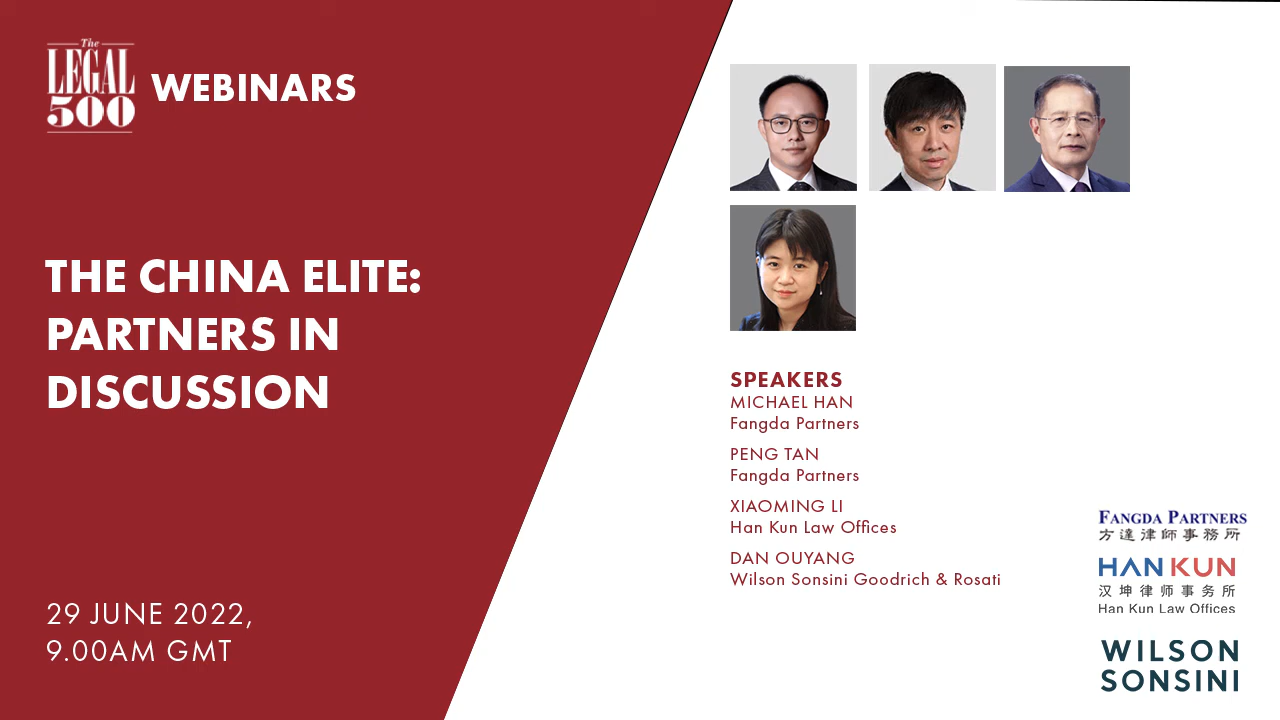 The
LEGAL
500
WEBINARS
THE CHINA ELITE:
PARTNERS IN
DISCUSSION
29 JUNE 2022,
9.00AM GMT
SPEAKERS
MICHAEL HAN
Fangda Partners
PENG TAN
Fangda Partners
XIAOMING LI
Han Kun Law Offices
DAN OUYANG
Wilson Sonsini Goodrich & Rosati
FANGDA PARTNERS
方達律師事務所
HAN KUN
汉坤律师事务所
Han Kun Law Offices
WILSON
SONSINI